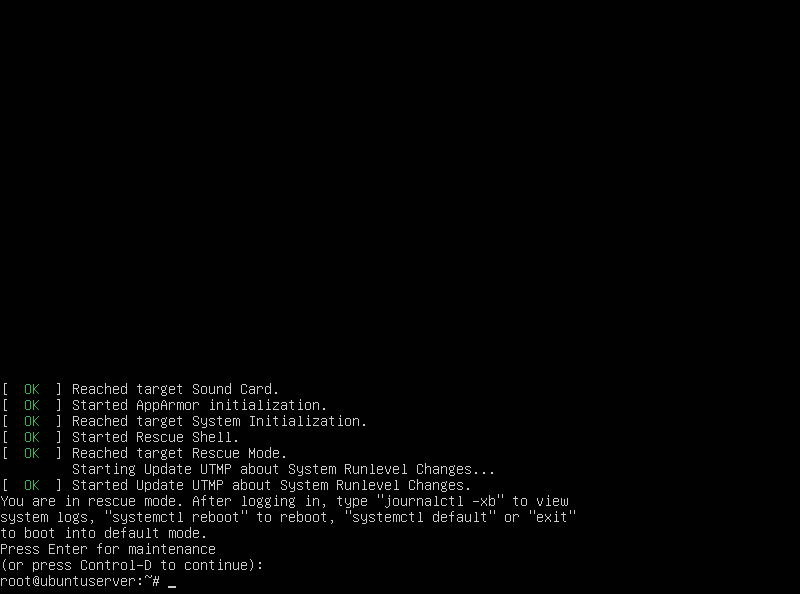 [  OK  ] Reached target Sound Card.
[  OK  ] Started AppArmor initialization.
[  OK  ] Reached target System Initialization.
[  OK  ] Started Rescue Shell.
[  OK  ] Reached target Rescue Mode.
         Starting Update UTMP about System Runlevel Changes...
[  OK  ] Started Update UTMP about System Runlevel Changes.
You are in rescue mode. After logging in, type "journalctl -xb" to view
system logs, "systemctl reboot" to reboot, "systemctl default" or "exit"
to boot into default mode.
Press Enter for maintenance
(or press Control-D to continue):
root@ubuntuserver:~# _